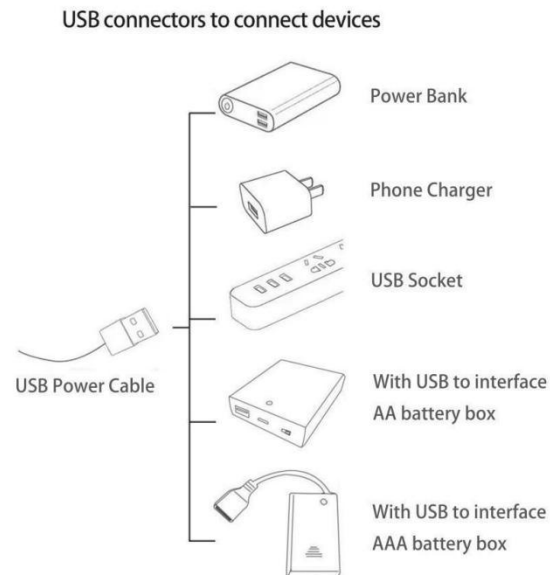 USB connectors to connect devices
Power Bank
Phone Charger
USB Socket
USB Power Cable
With USB to interface
AA battery box
With USB to interface
AAA battery box